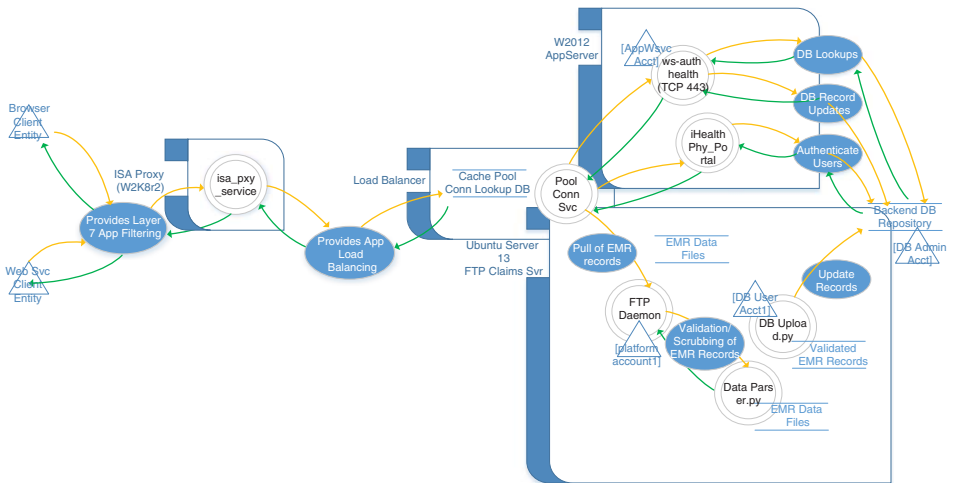 Browser
Client
Entity
Web Svc
Client
Entity
ISA Proxy
(W2K8r2)
Provides Layer
7 App Filtering
isa_pxy
_service
Provides App
Load
Balancing
Load Balancer
Cache Pool
Conn Lookup DB
Pool
Conn
Svc
W2012
AppServer
[AppWsvc
Acct]
ws-auth
health
(TCP 443)
iHealth
Phy_Po
rtal
DB Lookups
DB Record
Updates
Authenticate
Users
Backend DB
Repository
[DB Admin
Acct]
Ubuntu Server
13
FTP Claims Svr
Pull of EMR
records
EMR Data
Files
FTP
Daemon
[platform
account1]
Validation/
Scrubbing of
EMR Records
Data Pars
er.py
EMR Data
Files
[DB User
Acct1]
DB Uploa
d.py
Validated
EMR Records
Update
Records